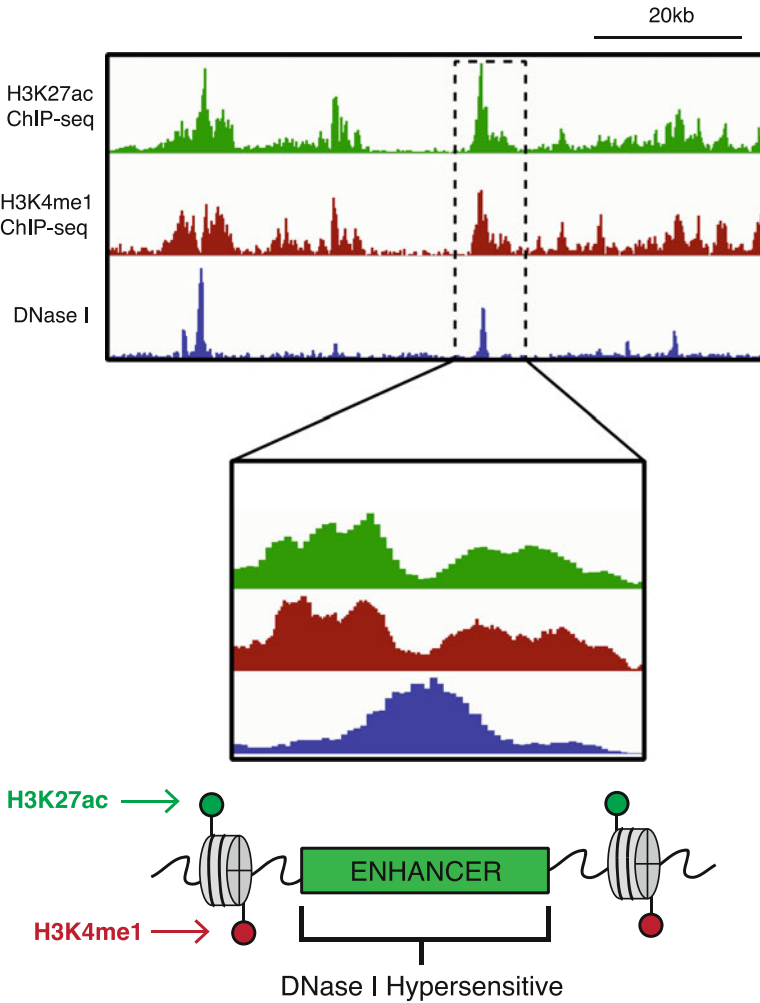 20kb
H3K27ac
ChIP-seq
H3K4me1
ChIP-seq
DNase I
H3K27ac
ENHANCER
H3K4me1
DNase I Hypersensitive